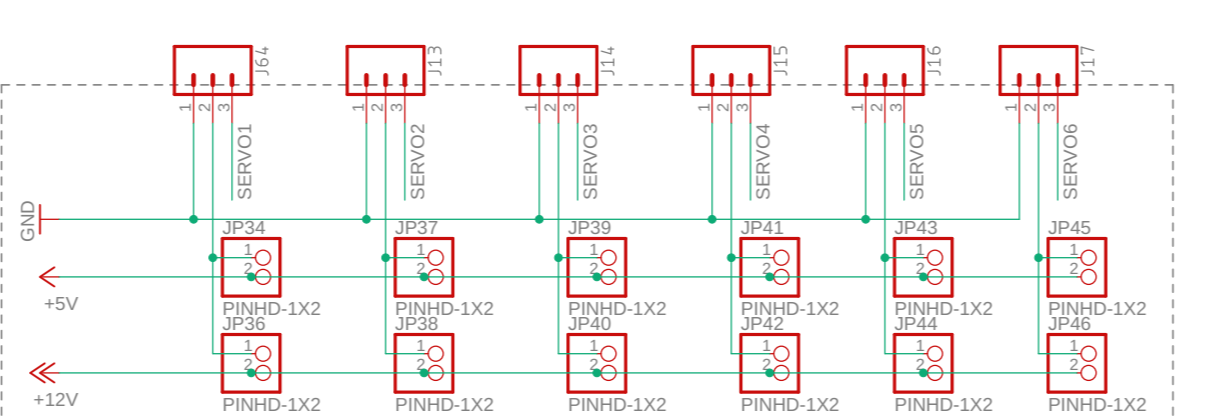 J64 J13 J14 J15 J16 J17
1 2 3 1 2 3 1 2 3 1 2 3 1 2 3 1 2 3
SERVO1 SERVO2 SERVO3 SERVO4 SERVO5 SERVO6
GND
JP34 JP37 JP39 JP41 JP43 JP45
1 1 1 1 1 1
2 2 2 2 2 2
+5V
PINHD-1X2 PINHD-1X2 PINHD-1X2 PINHD-1X2 PINHD-1X2 PINHD-1X2
JP36 JP38 JP40 JP42 JP44 JP46
1 1 1 1 1 1
2 2 2 2 2 2
+12V
PINHD-1X2 PINHD-1X2 PINHD-1X2 PINHD-1X2 PINHD-1X2 PINHD-1X2